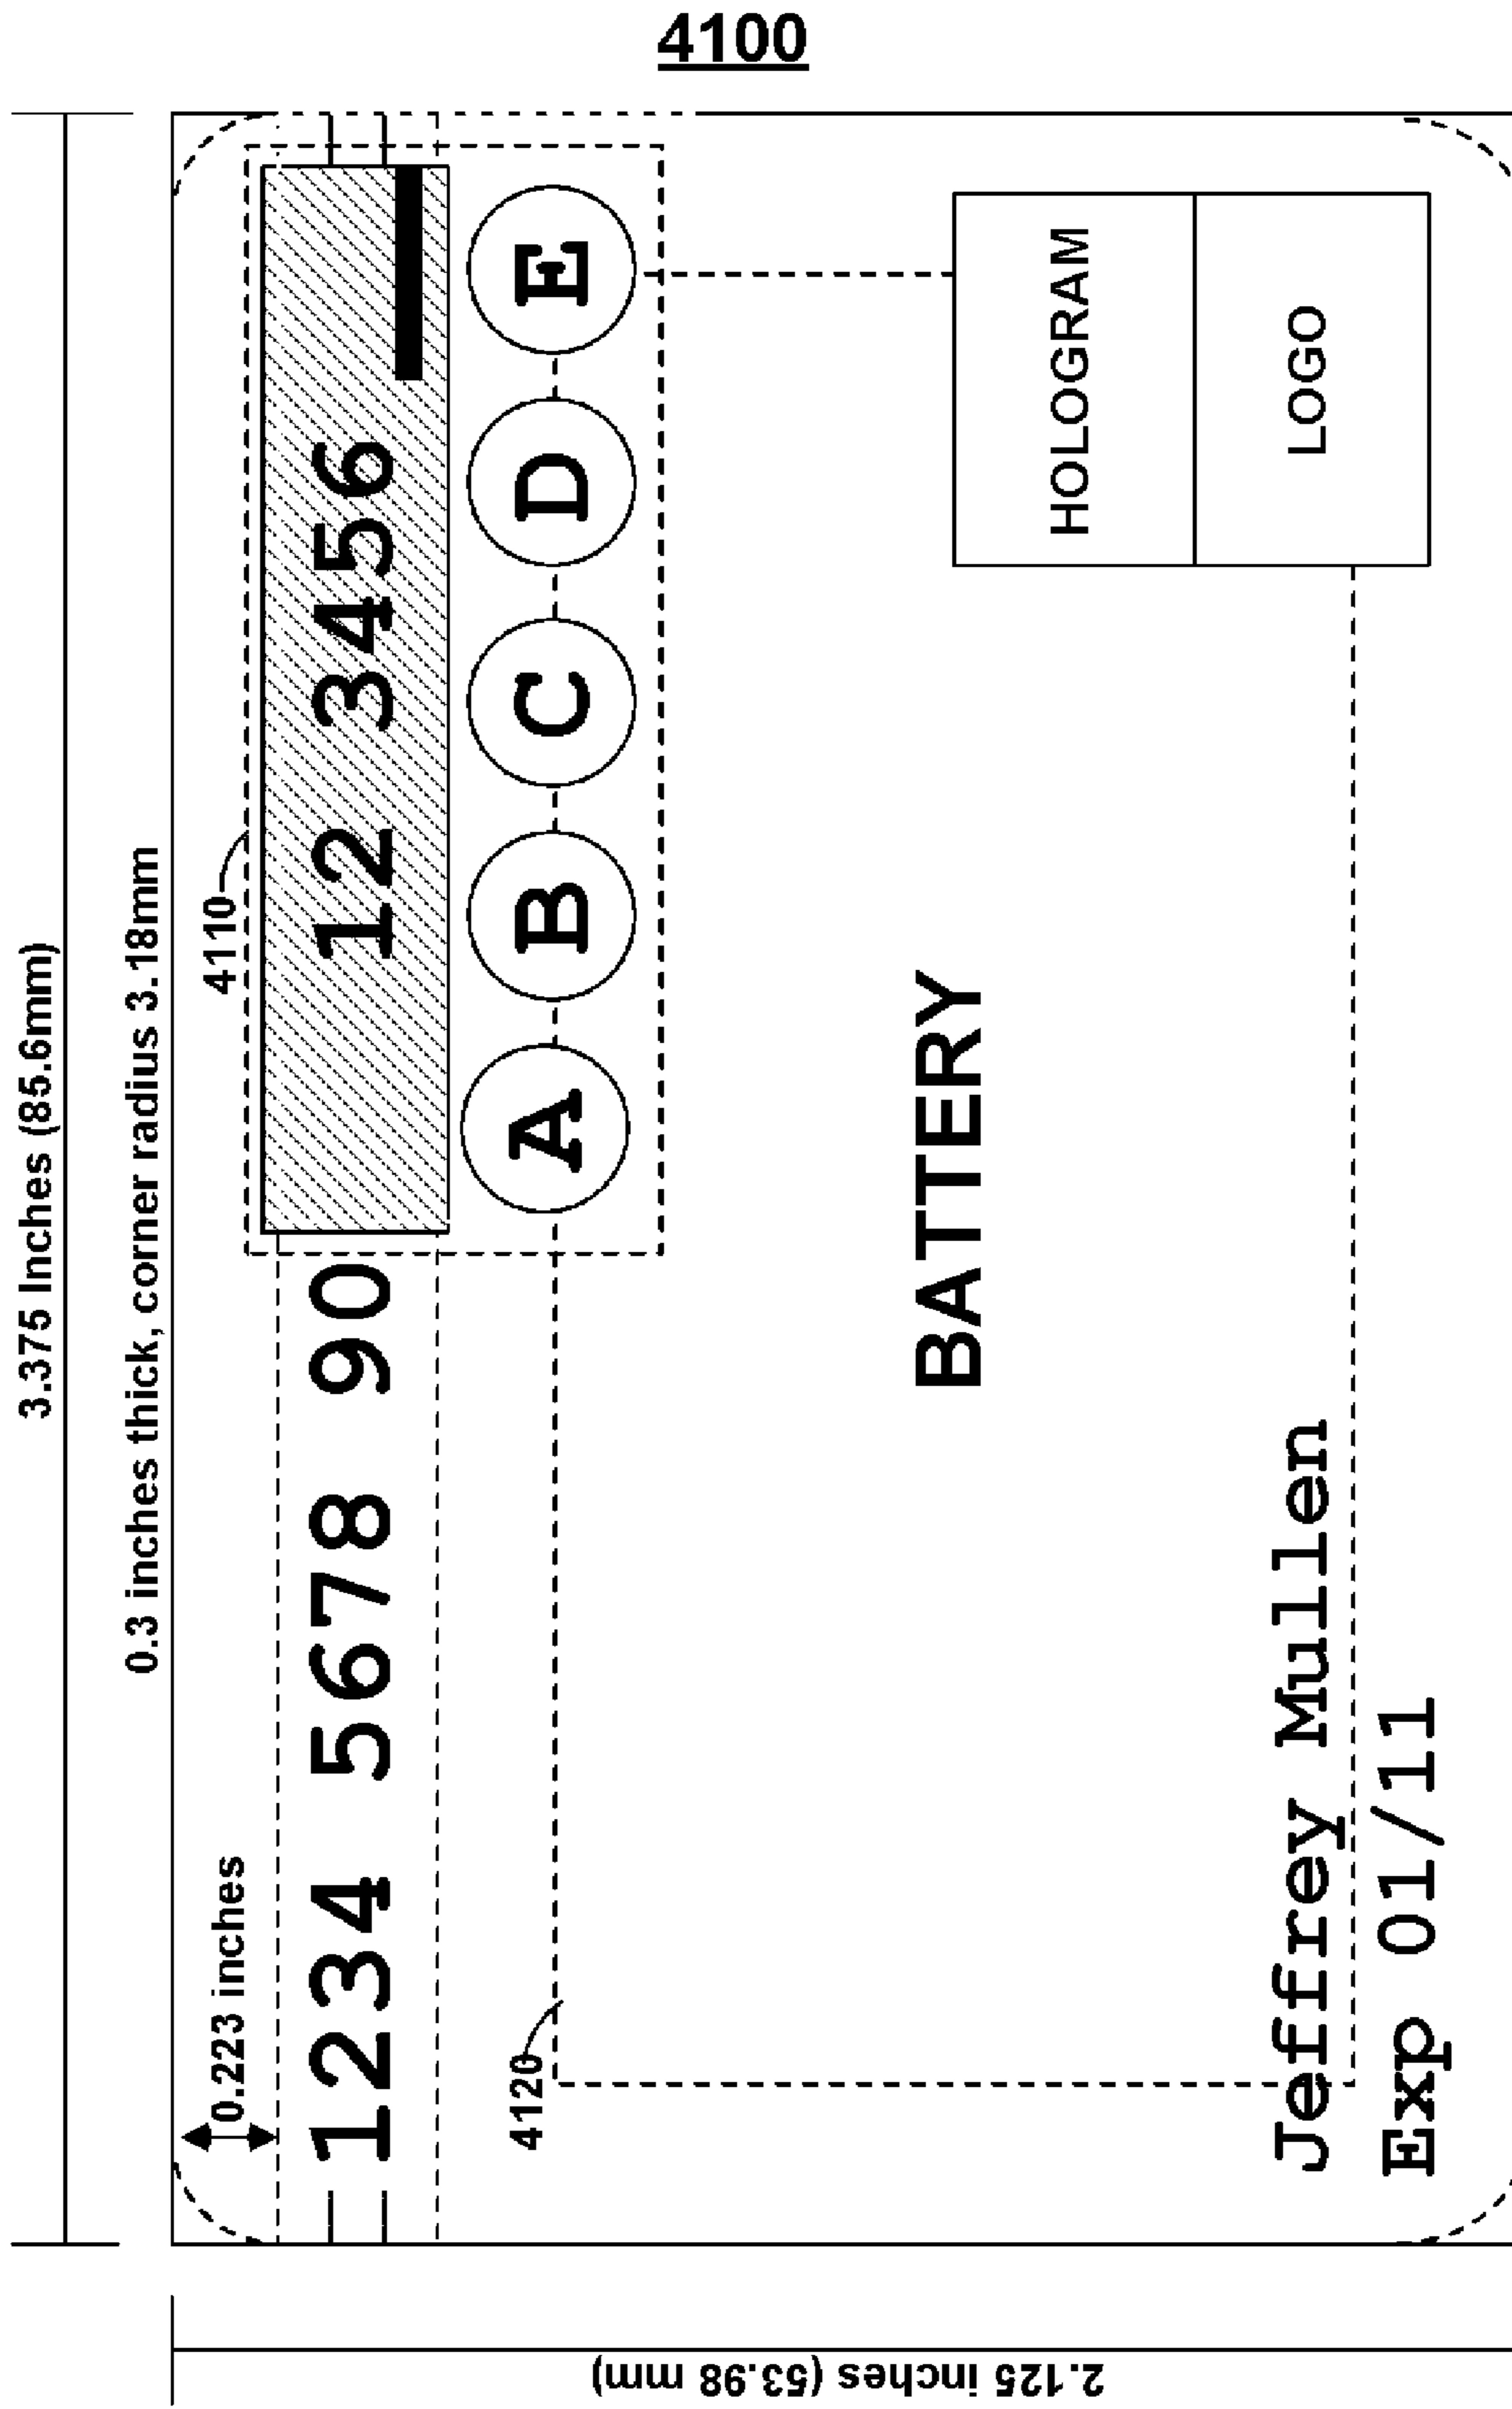 4100
3.375 Inches (85.6mm)
0.3 inches thick, corner radius 3.18mm
0.223 inches
4110
1234 5678 90
12 3456
A B C D E
4120
BATTERY
HOLOGRAM
LOGO
Jeffrey Mullen
Exp 01/11
2.125 inches (53.98 mm)